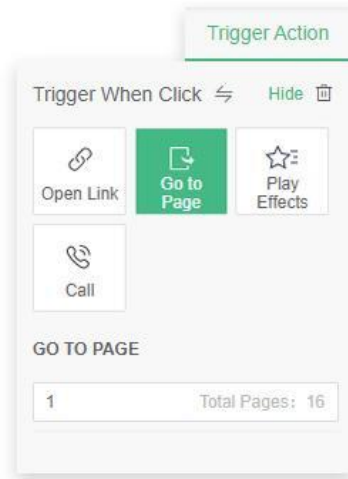 Trigger Action
Trigger When Click Hide
Open Link
Go to
Page
Play
Effects
Call
GO TO PAGE
1 Total Pages: 16